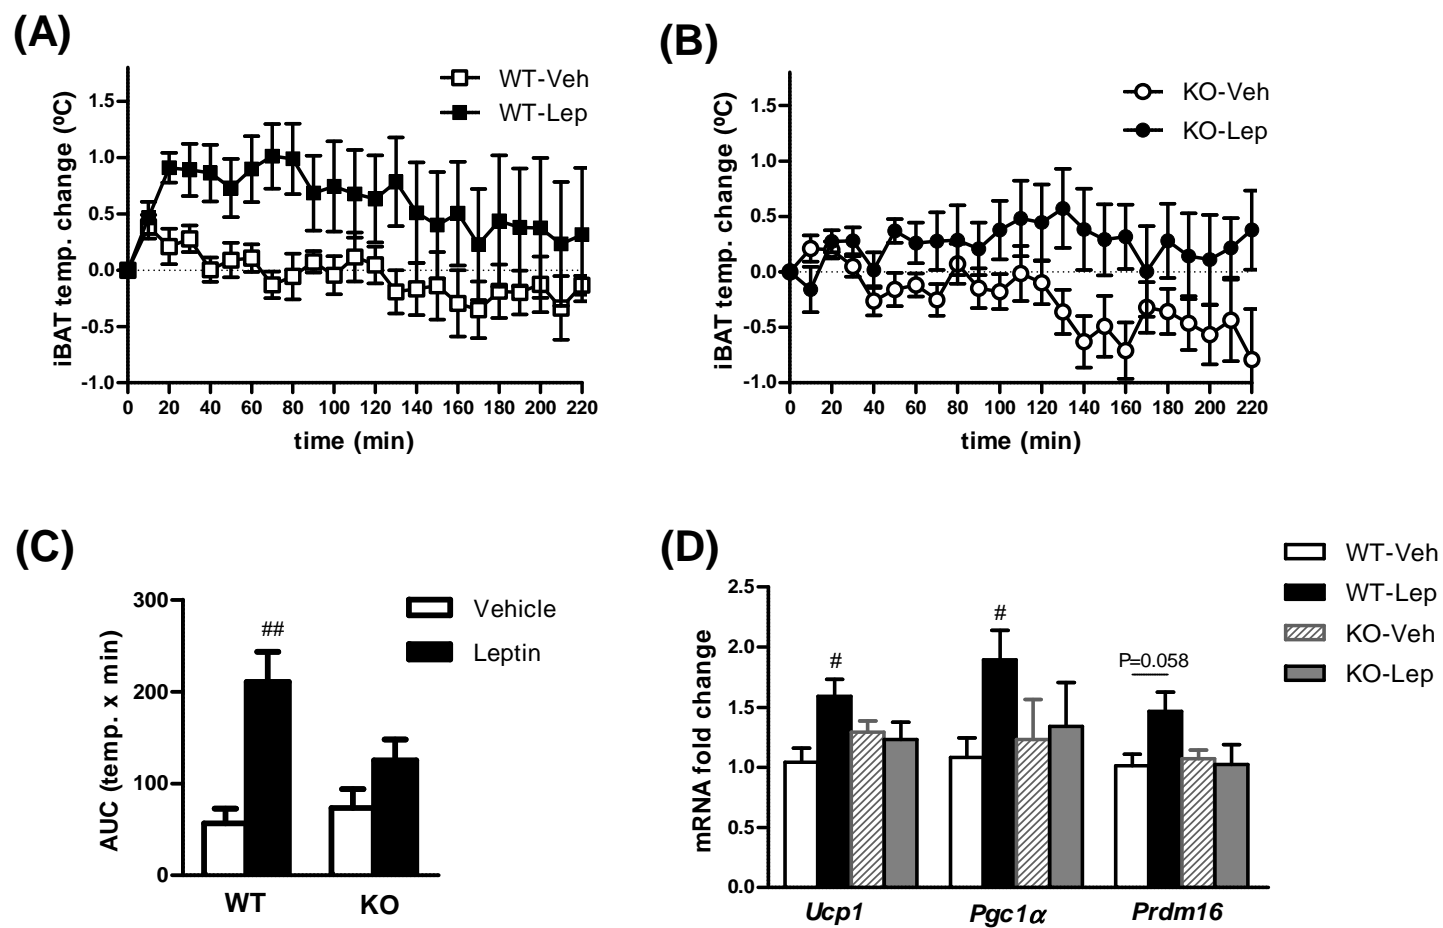 (A)
WT-Veh
WT-Lep
iBAT temp. change (ºC)
1.5
1.0
0.5
0.0
-0.5
-1.0
0 20 40 60 80 100 120 140 160 180 200 220
time (min)
(B)
KO-Veh
KO-Lep
iBAT temp. change (ºC)
1.5
1.0
0.5
0.0
-0.5
-1.0
0 20 40 60 80 100 120 140 160 180 200 220
time (min)
(C)
Vehicle
Leptin
AUC (temp. x min)
300
200
100
0
##
WT KO
(D)
WT-Veh
WT-Lep
KO-Veh
KO-Lep
mRNA fold change
2.5
2.0
1.5
1.0
0.5
0.0
#
#
P=0.058
Ucp1 Pgc1α Prdm16